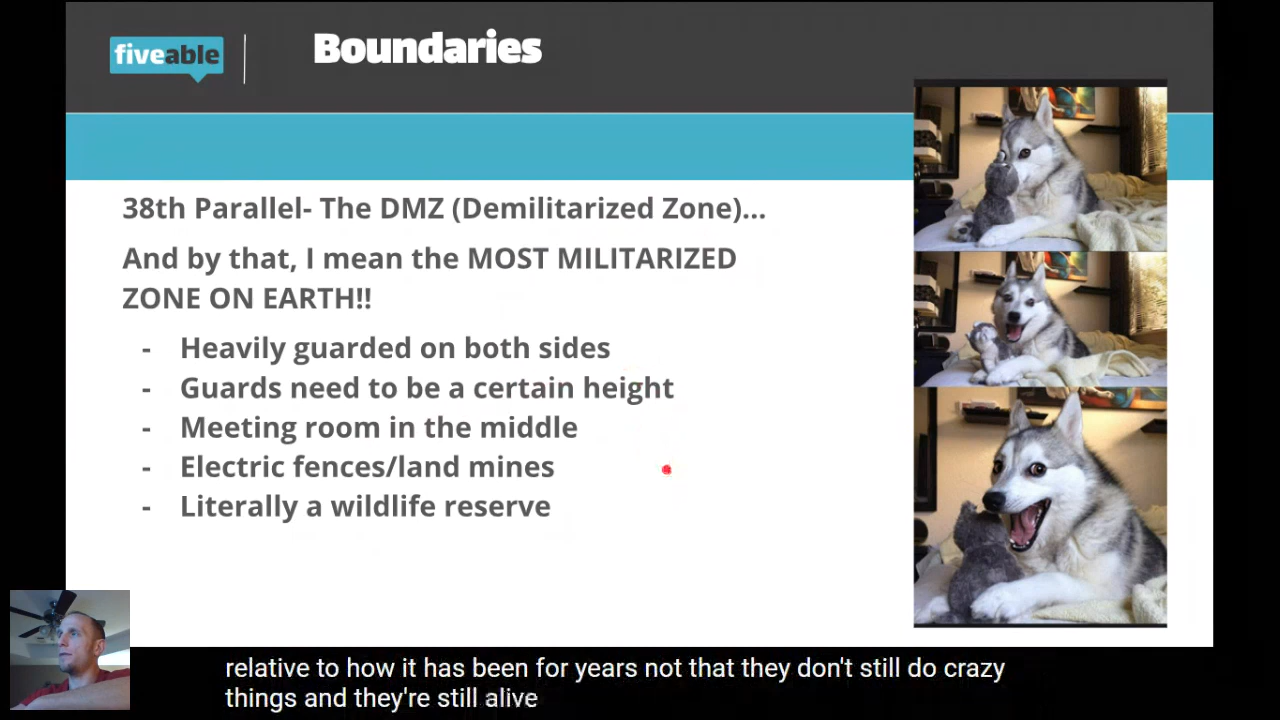 fiveable
Boundaries
38th Parallel- The DMZ (Demilitarized Zone)...
And by that, I mean the MOST MILITARIZED
ZONE ON EARTH!!
- Heavily guarded on both sides
- Guards need to be a certain height
- Meeting room in the middle
- Electric fences/land mines
- Literally a wildlife reserve
relative to how it has been for years not that they don't still do crazy
things and they're still alive